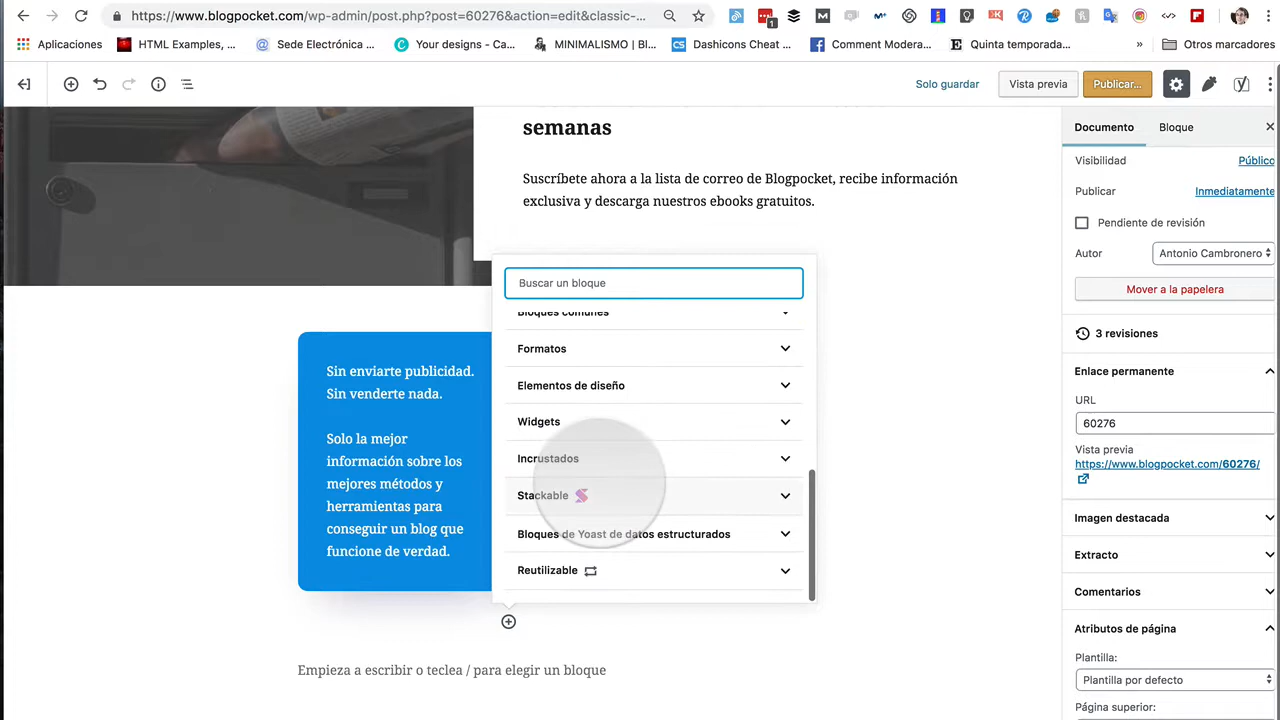 https://www.blogpocket.com/wp-admin/post.php?post=60276&action=edit&classic-...
1
Aplicaciones
HTML Examples, ...
Sede Electrónica ...
Your designs - Ca...
MINIMALISMO | Bl...
Dashicons Cheat ...
Comment Modera...
Quinta temporada...
»
Otros marcadores
Solo guardar
Vista previa
Publicar...
semanas
Suscríbete ahora a la lista de correo de Blogpocket, recibe información
exclusiva y descarga nuestros ebooks gratuitos.
Sin enviarte publicidad.
Sin venderte nada.
Solo la mejor
información sobre los
mejores métodos y
herramientas para
conseguir un blog que
funcione de verdad.
Buscar un bloque
Bloques comunes
Formatos
Elementos de diseño
Widgets
Incrustados
Stackable
Bloques de Yoast de datos estructurados
Reutilizable
Empieza a escribir o teclea / para elegir un bloque
Documento
Bloque
Visibilidad
Público
Publicar
Inmediatamente
Pendiente de revisión
Autor
Antonio Cambronero
Mover a la papelera
3 revisiones
Enlace permanente
URL
60276
Vista previa
https://www.blogpocket.com/60276/
Imagen destacada
Extracto
Comentarios
Atributos de página
Plantilla:
Plantilla por defecto
Página superior: